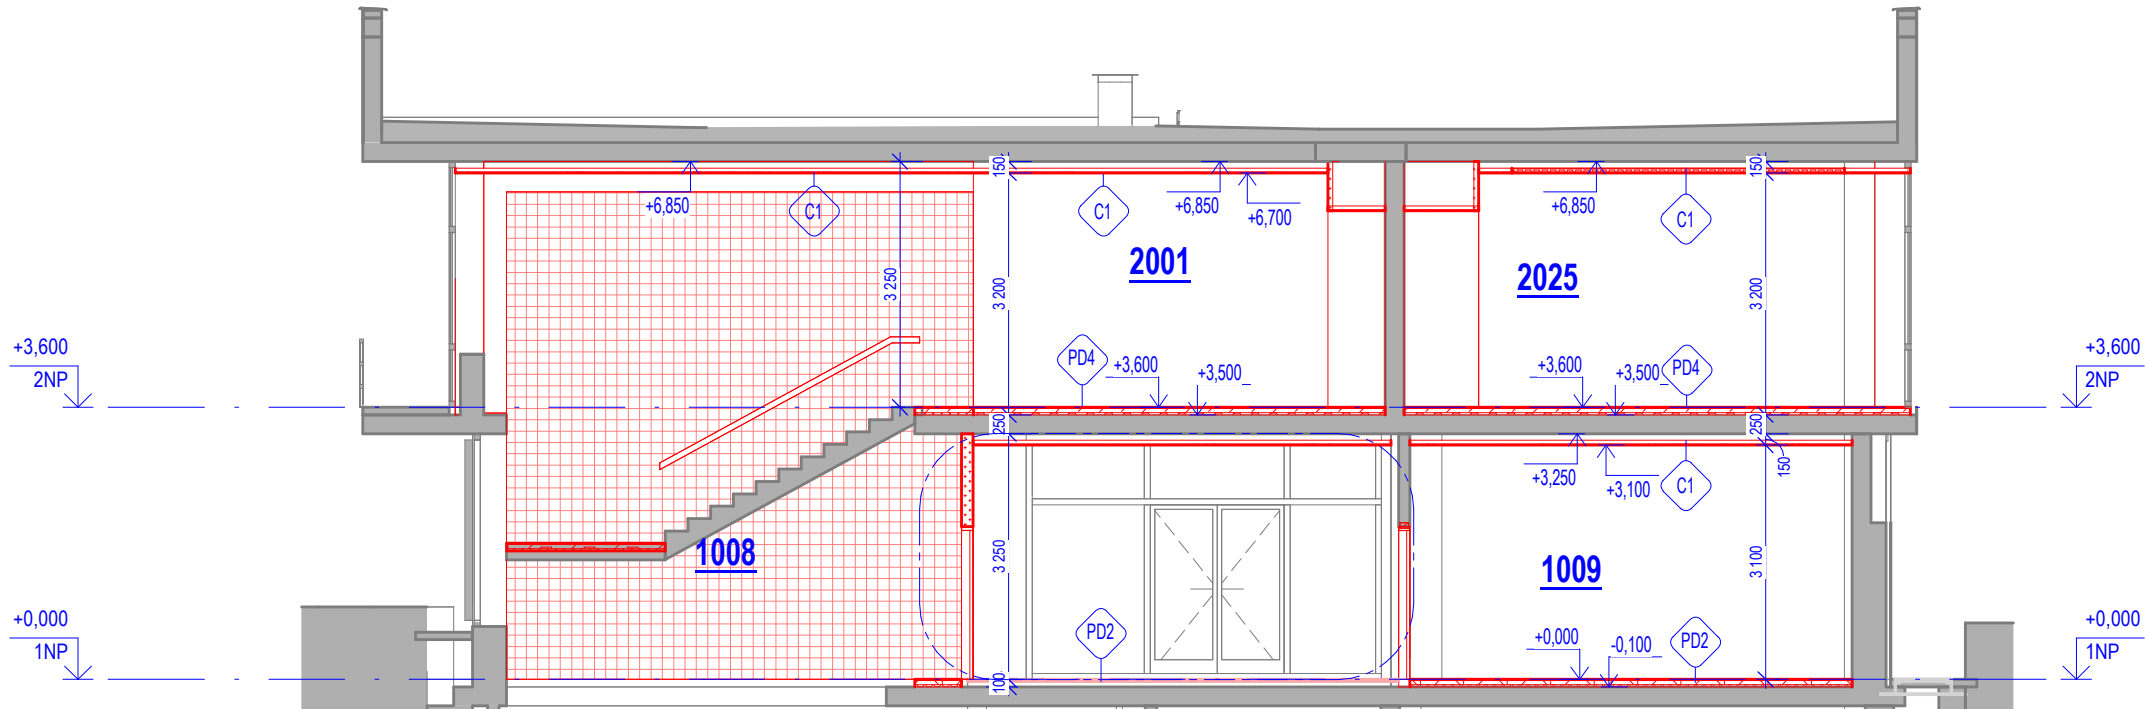 150
150
+6,850
C1
C1
+6,850
+6,700
+6,850
C1
2001
2025
3 250
3 200
3 200
+3,600
2NP
PD4
+3,600
+3,500
+3,600
+3,500
PD4
+3,600
2NP
250
250
+3,250
+3,100
C1
150
1008
3 250
1009
3 100
+0,000
1NP
PD2
+0,000
-0,100
PD2
+0,000
1NP
100